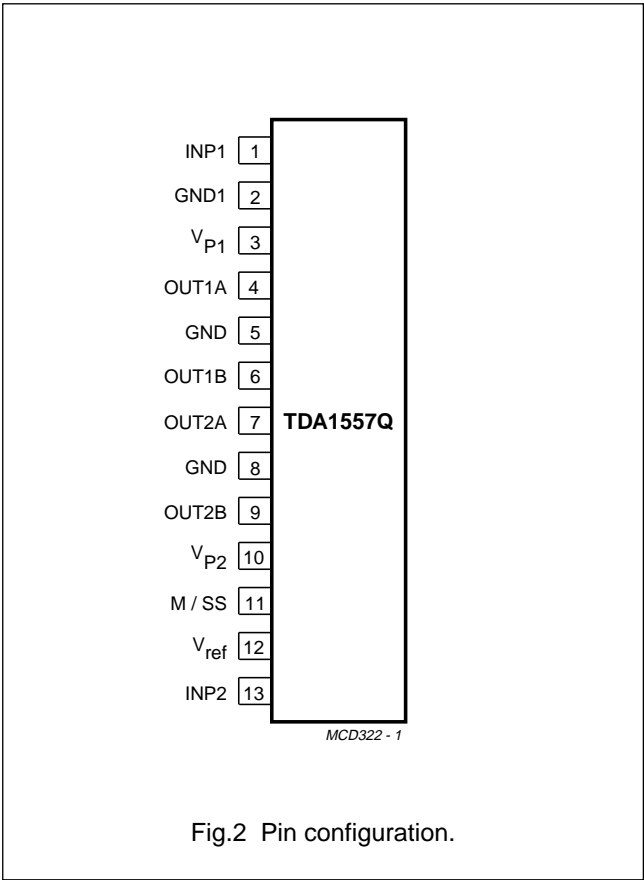 INP1 1
GND1 2
VP1 3
OUT1A 4
GND 5
OUT1B 6
OUT2A 7 TDA1557Q
GND 8
OUT2B 9
VP2 10
M / SS 11
Vref 12
INP2 13
MCD322 - 1
Fig.2 Pin configuration.